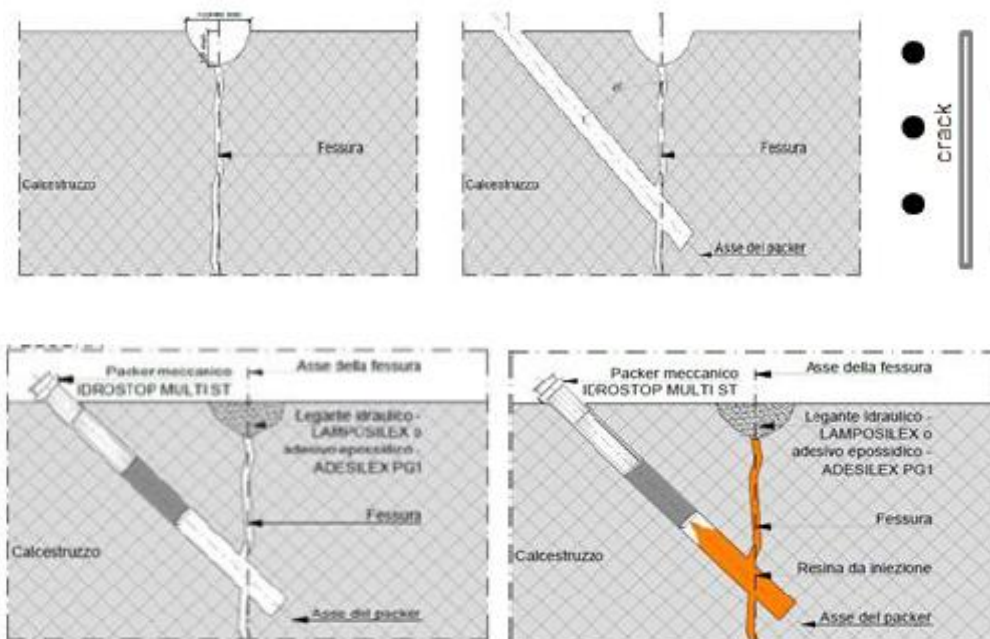 Fessura
Calcestruzzo
Fessura
Calcestruzzo
Asse del packer
crack
Asse della fessura
Packer meccanico
IDROSTOP MULTI ST
Legante idraulico -
LAMPOSILEX o
adesivo epossidico -
ADESILEX PG1
Fessura
Calcestruzzo
Asse del packer
Asse della fessura
Packer meccanico
IDROSTOP MULTI ST
Legante idraulico -
LAMPOSILEX o
adesivo epossidico -
ADESILEX PG1
Fessura
Calcestruzzo
Resina da iniezione
Asse del packer